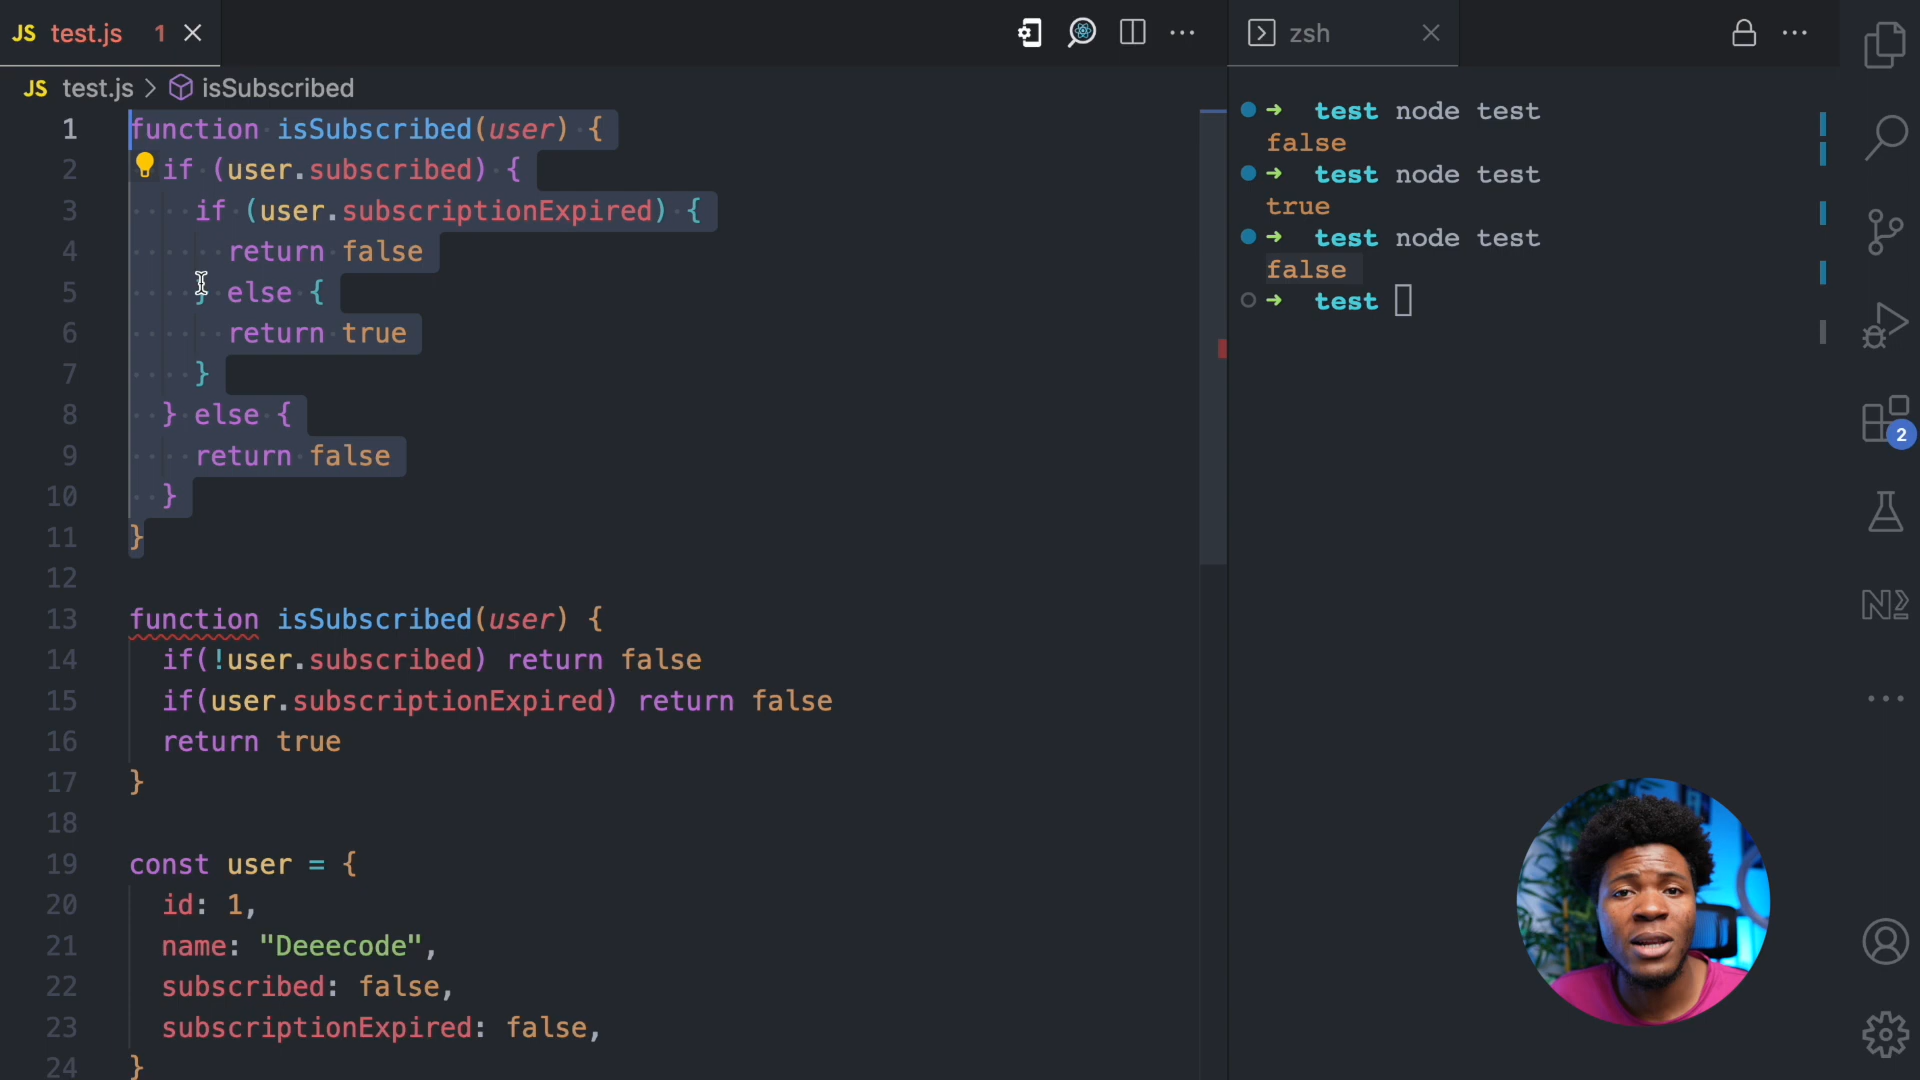 JS test.js 1
zsh
JS test.js > isSubscribed
1 function isSubscribed(user) {
2 if (user.subscribed) {
3 if (user.subscriptionExpired) {
4 return false
5 } else {
6 return true
7 }
8 } else {
9 return false
10 }
11 }
12
13 function isSubscribed(user) {
14 if(!user.subscribed) return false
15 if(user.subscriptionExpired) return false
16 return true
17 }
18
19 const user = {
20 id: 1,
21 name: "Deeecode",
22 subscribed: false,
23 subscriptionExpired: false,
24 }
➜ test node test
false
➜ test node test
true
➜ test node test
false
➜ test
2